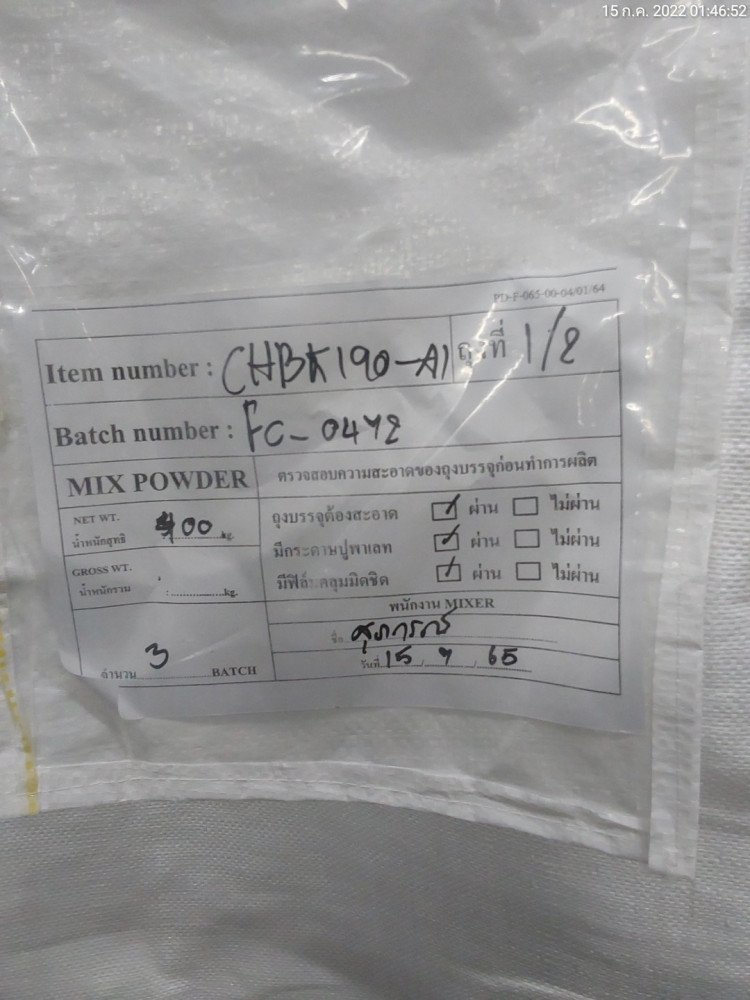 15 ก.ค. 2022 01:46:52
PD-F-065-00-04/01/64
Item number : CHBK190-A1 ถุงที่ 1/2
Batch number : FC-0472
MIX POWDER ตรวจสอบความสะอาดของถุงบรรจุก่อนทำการผลิต
NET WT.
น้ำหนักสุทธิ 400 kg.
ถุงบรรจุต้องสะอาด ผ่าน ไม่ผ่าน
มีกระดาษปูพาเลท ผ่าน ไม่ผ่าน
GROSS WT.
น้ำหนักรวม :..................kg.
มีฟิล์มคลุมมิดชิด ผ่าน ไม่ผ่าน
พนักงาน MIXER
ชื่อ
จำนวน 3 BATCH
วันที่ 15 7 65